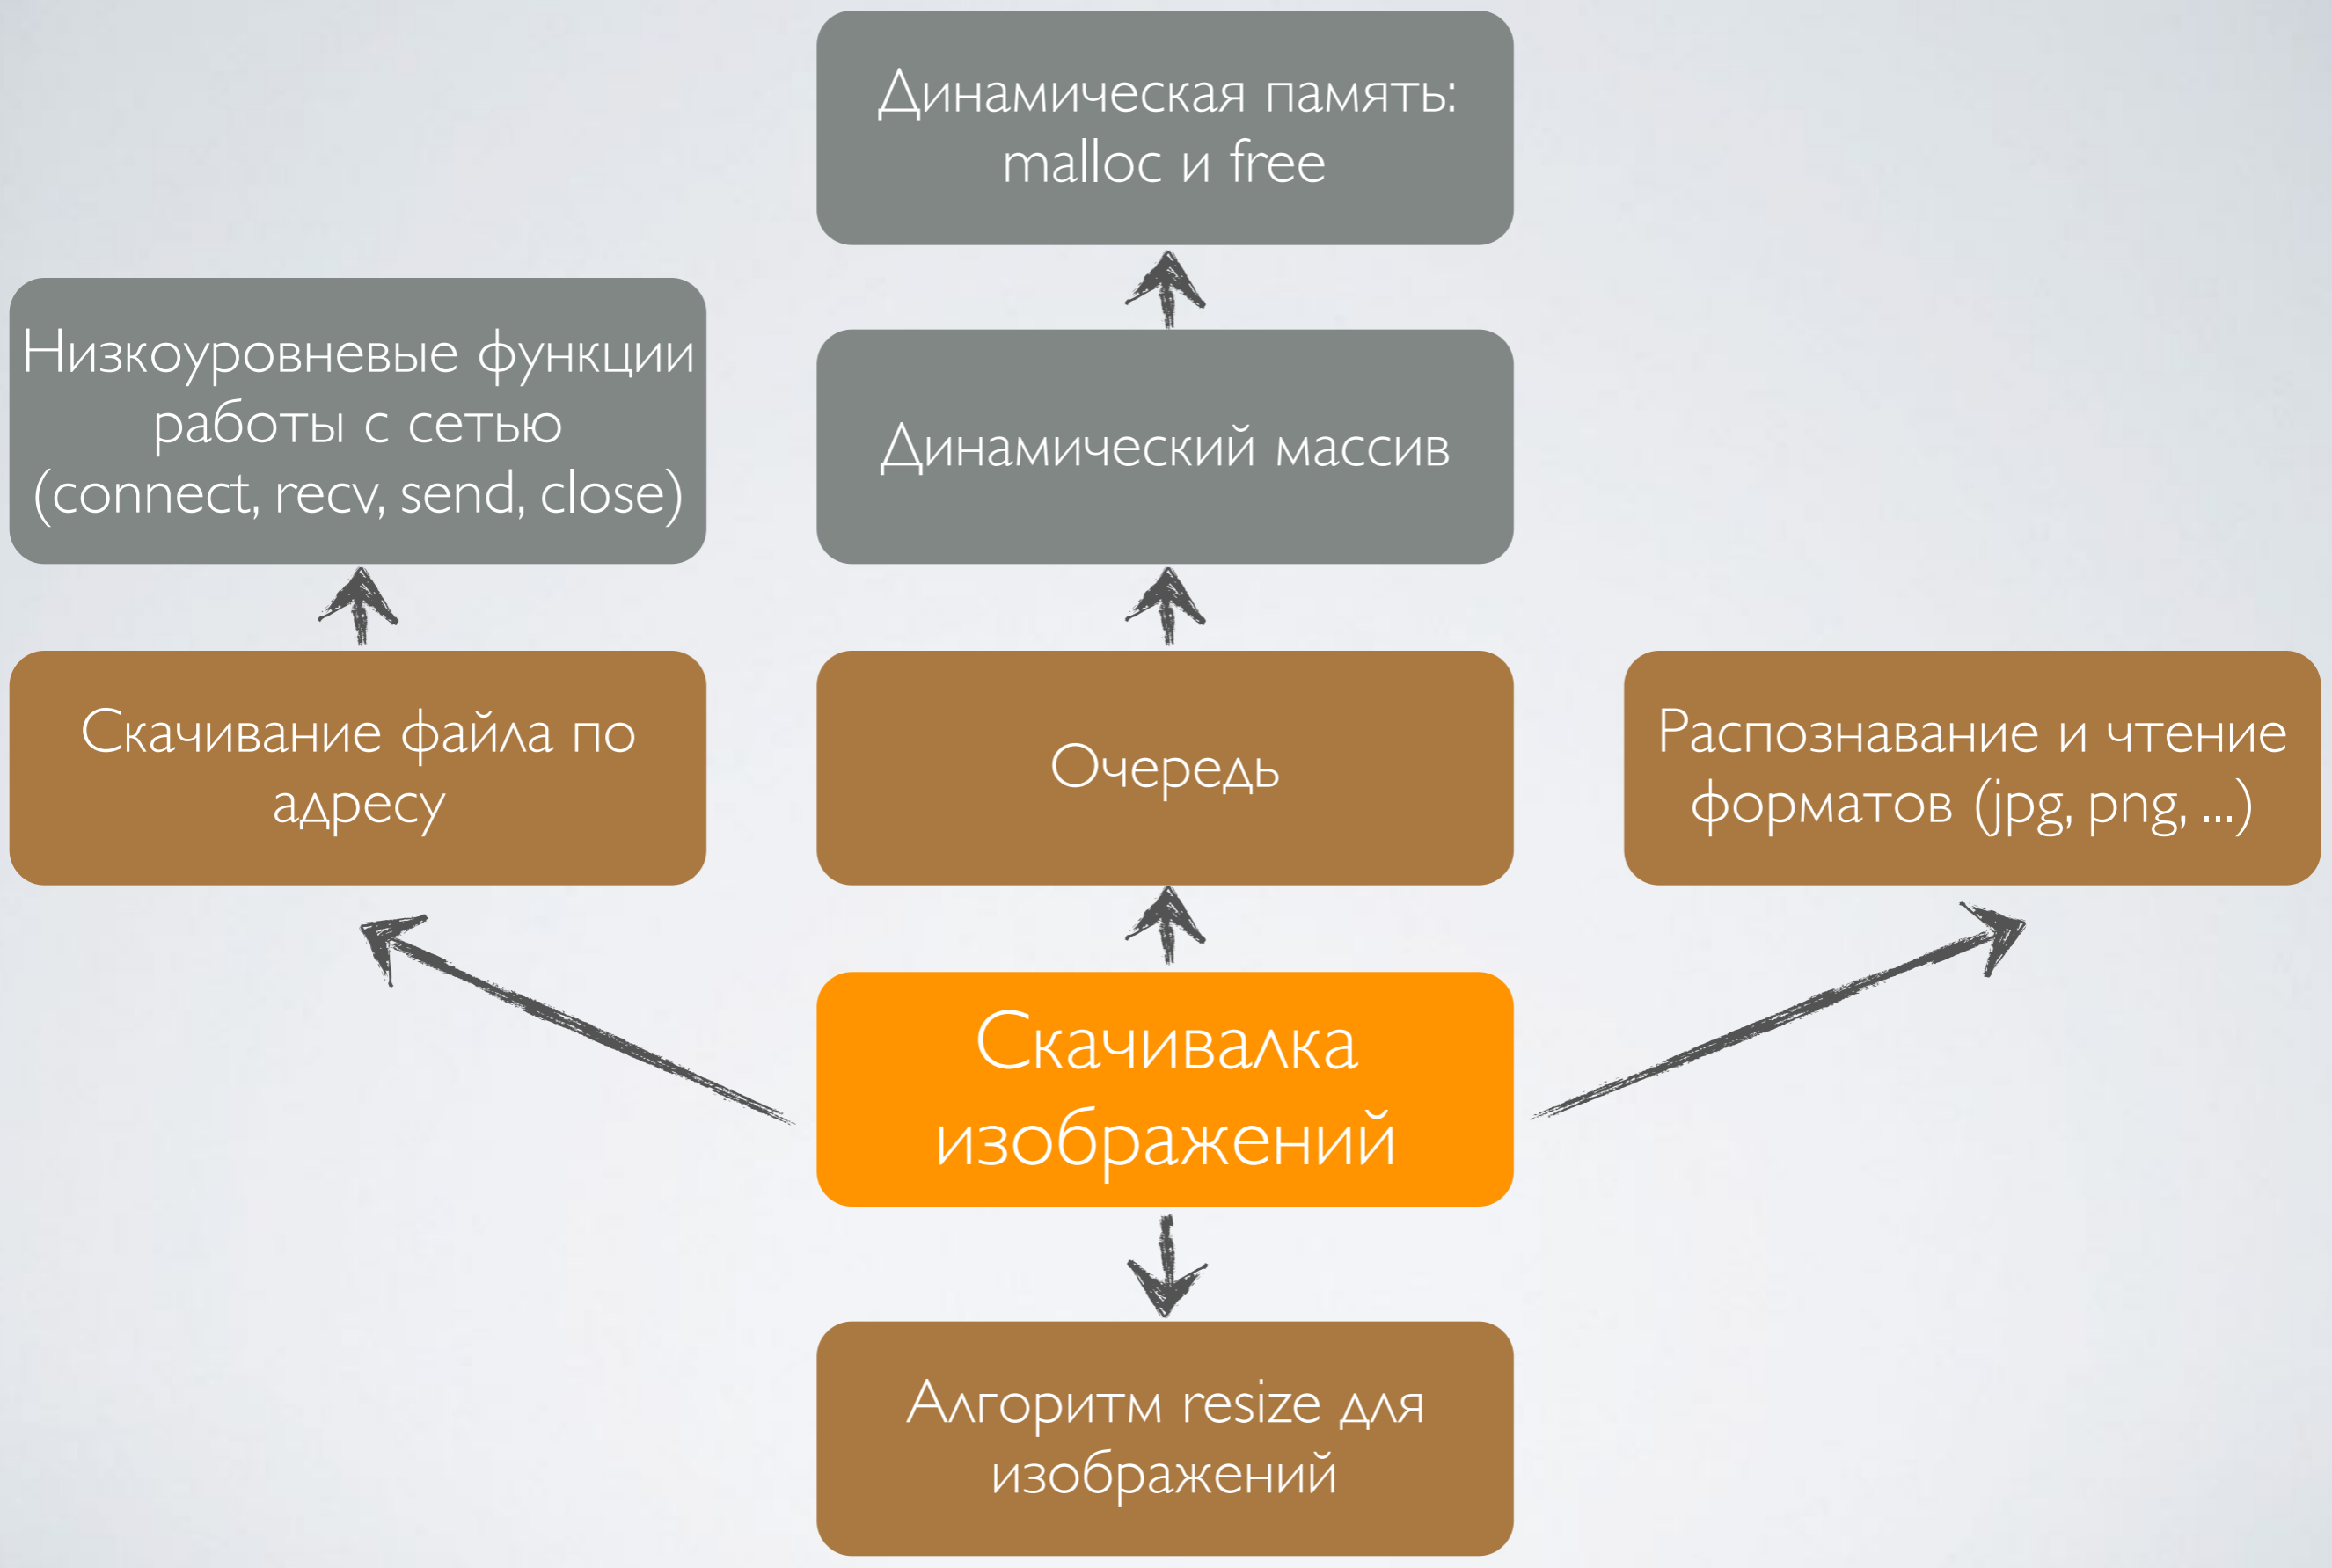 Динамическая память:
malloc и free
Низкоуровневые функции
работы с сетью
(connect, recv, send, close)
Динамический массив
Скачивание файла по
адресу
Очередь
Распознавание и чтение
форматов (jpg, png, ...)
Скачивалка
изображений
Алгоритм resize для
изображений